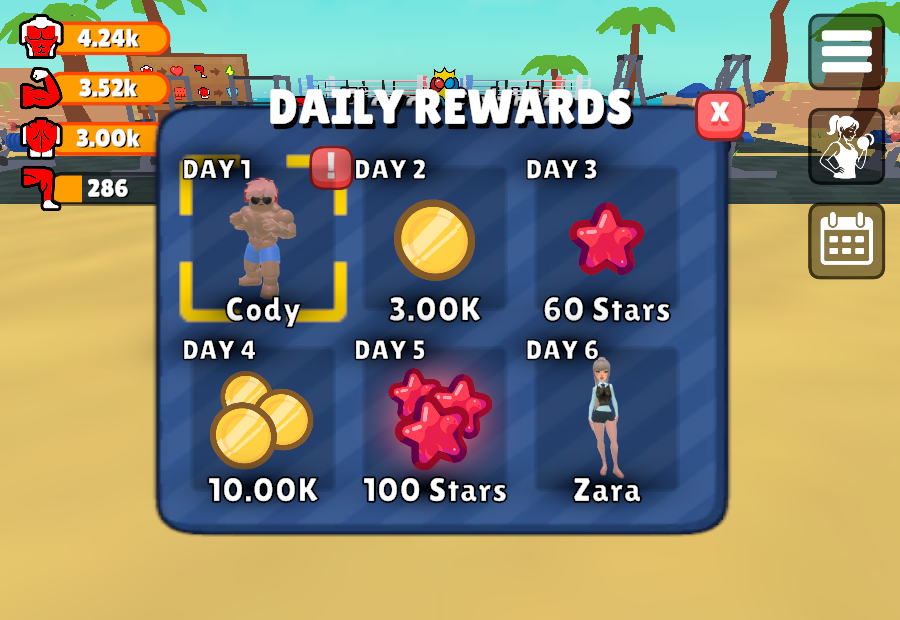 4.24k
3.52k
3.00k
286
DAILY REWARDS
X
DAY 1
!
DAY 2
DAY 3
Cody
3.00K
60 Stars
DAY 4
DAY 5
DAY 6
10.00K
100 Stars
Zara